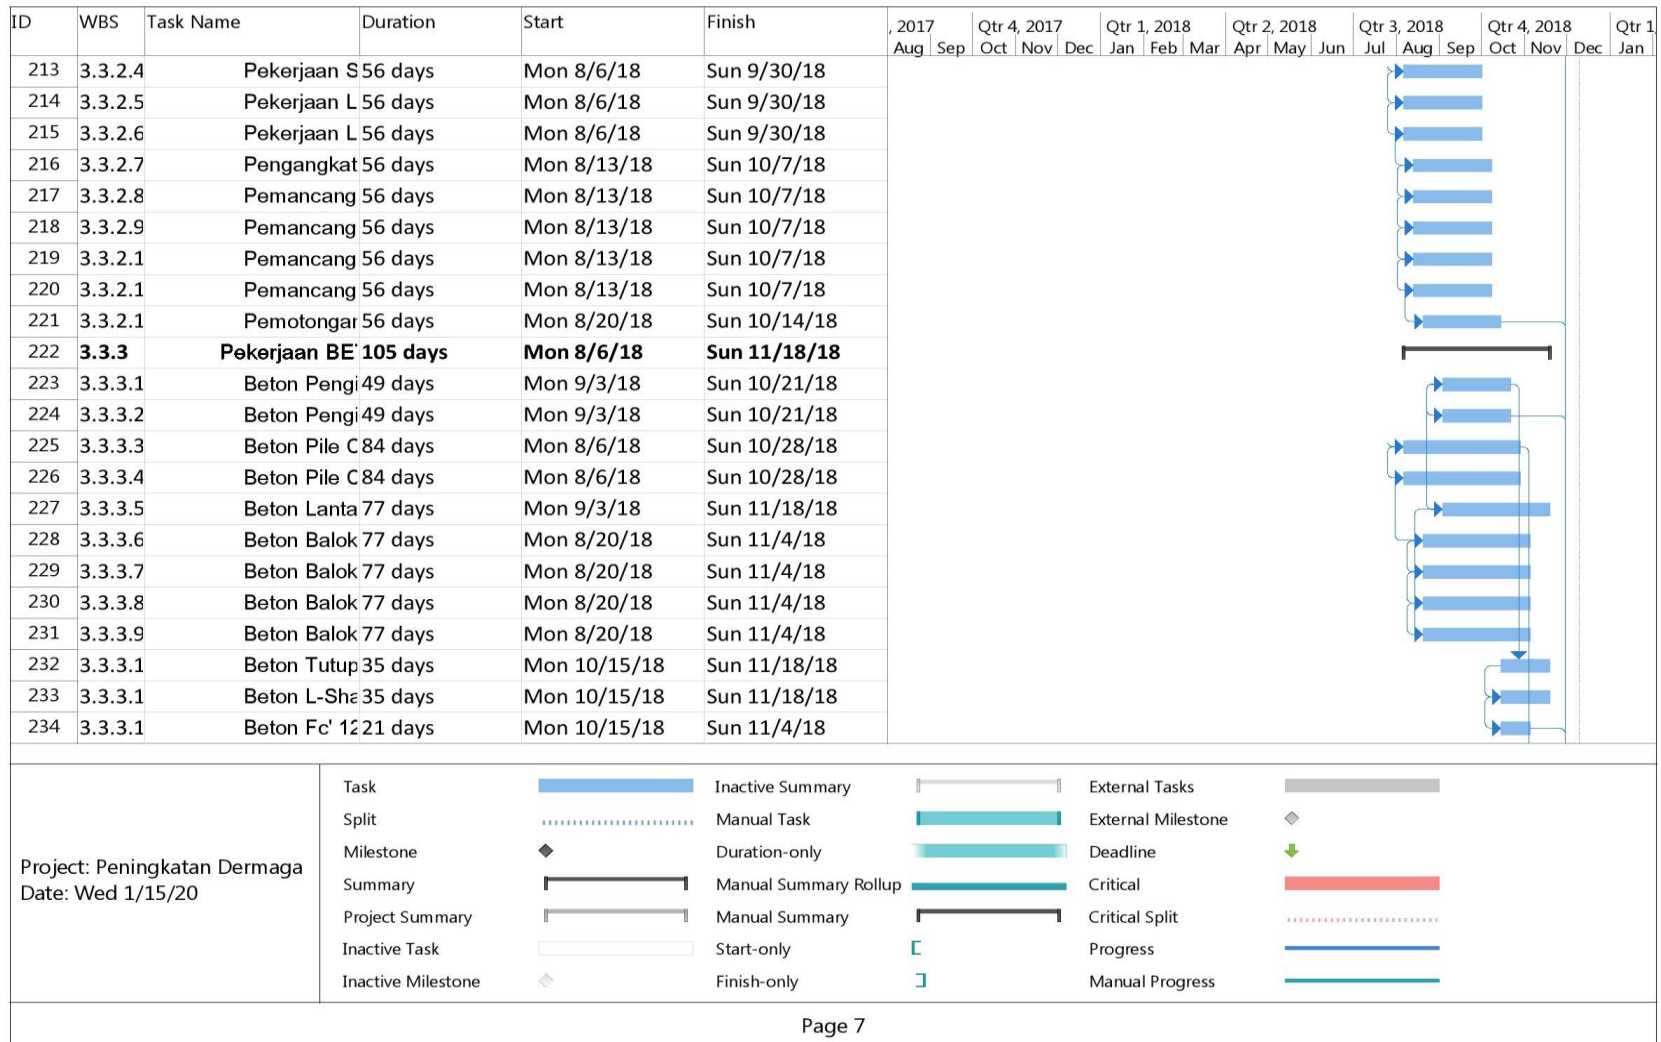 ID WBS Task Name Duration Start Finish , 2017 Qtr 4, 2017 Qtr 1, 2018 Qtr 2, 2018 Qtr 3, 2018 Qtr 4, 2018 Qtr 1
Aug Sep Oct Nov Dec Jan Feb Mar Apr May Jun Jul Aug Sep Oct Nov Dec Jan
213 3.3.2.4 Pekerjaan S 56 days Mon 8/6/18 Sun 9/30/18
214 3.3.2.5 Pekerjaan L 56 days Mon 8/6/18 Sun 9/30/18
215 3.3.2.6 Pekerjaan L 56 days Mon 8/6/18 Sun 9/30/18
216 3.3.2.7 Pengangkat 56 days Mon 8/13/18 Sun 10/7/18
217 3.3.2.8 Pemancang 56 days Mon 8/13/18 Sun 10/7/18
218 3.3.2.9 Pemancang 56 days Mon 8/13/18 Sun 10/7/18
219 3.3.2.1 Pemancang 56 days Mon 8/13/18 Sun 10/7/18
220 3.3.2.1 Pemancang 56 days Mon 8/13/18 Sun 10/7/18
221 3.3.2.1 Pemotongan 56 days Mon 8/20/18 Sun 10/14/18
222 3.3.3 Pekerjaan BET 105 days Mon 8/6/18 Sun 11/18/18
223 3.3.3.1 Beton Pengi 49 days Mon 9/3/18 Sun 10/21/18
224 3.3.3.2 Beton Pengi 49 days Mon 9/3/18 Sun 10/21/18
225 3.3.3.3 Beton Pile C 84 days Mon 8/6/18 Sun 10/28/18
226 3.3.3.4 Beton Pile C 84 days Mon 8/6/18 Sun 10/28/18
227 3.3.3.5 Beton Lanta 77 days Mon 9/3/18 Sun 11/18/18
228 3.3.3.6 Beton Balok 77 days Mon 8/20/18 Sun 11/4/18
229 3.3.3.7 Beton Balok 77 days Mon 8/20/18 Sun 11/4/18
230 3.3.3.8 Beton Balok 77 days Mon 8/20/18 Sun 11/4/18
231 3.3.3.9 Beton Balok 77 days Mon 8/20/18 Sun 11/4/18
232 3.3.3.1 Beton Tutup 35 days Mon 10/15/18 Sun 11/18/18
233 3.3.3.1 Beton L-Sha 35 days Mon 10/15/18 Sun 11/18/18
234 3.3.3.1 Beton Fc' 12 21 days Mon 10/15/18 Sun 11/4/18
Project: Peningkatan Dermaga
Date: Wed 1/15/20
Task Inactive Summary External Tasks
Split Manual Task External Milestone
Milestone Duration-only Deadline
Summary Manual Summary Rollup Critical
Project Summary Manual Summary Critical Split
Inactive Task Start-only Progress
Inactive Milestone Finish-only Manual Progress
Page 7